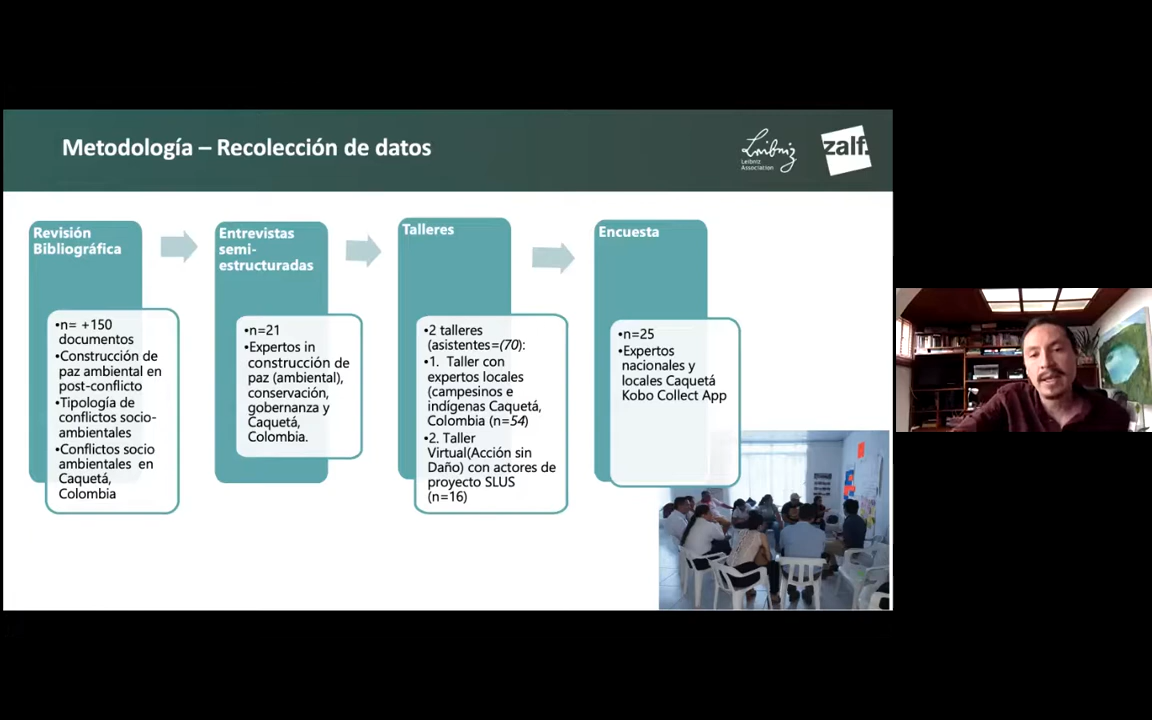 Metodología – Recolección de datos
Leibniz
Leibniz
Association
zalf.
Revisión
Bibliográfica
•n= +150
documentos
•Construcción de
paz ambiental en
post-conflicto
•Tipología de
conflictos socio-
ambientales
•Conflictos socio
ambientales en
Caquetá,
Colombia
Entrevistas
semi-
estructuradas
•n=21
•Expertos in
construcción de
paz (ambiental),
conservación,
gobernanza y
Caquetá,
Colombia.
Talleres
•2 talleres
(asistentes=(70):
•1. Taller con
expertos locales
(campesinos e
indígenas Caquetá,
Colombia (n=54)
•2. Taller
Virtual(Acción sin
Daño) con actores de
proyecto SLUS
(n=16)
Encuesta
•n=25
•Expertos
nacionales y
locales Caquetá
Kobo Collect App